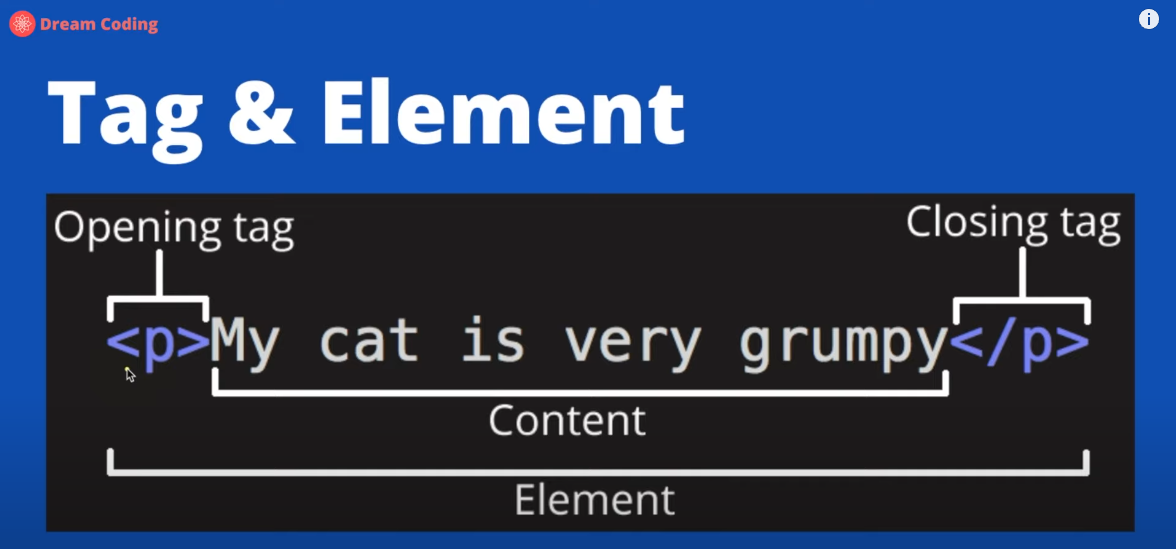 Dream Coding
i
Tag & Element
Opening tag
Closing tag
<p>My cat is very grumpy</p>
Content
Element